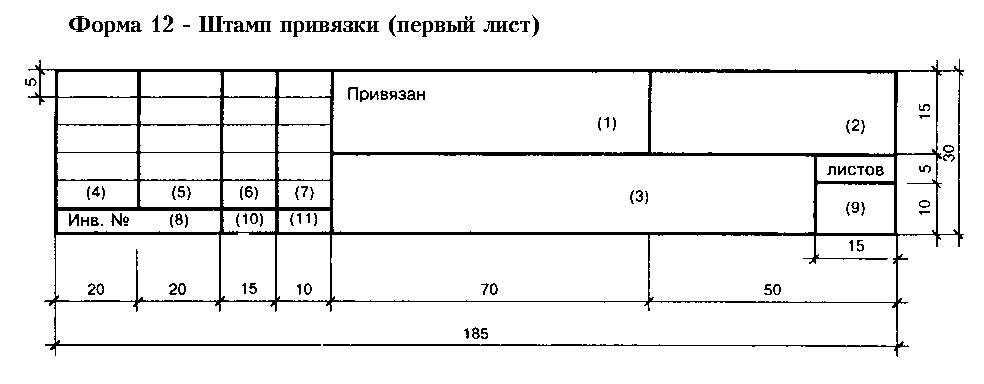 Форма 12 - Штамп привязки (первый лист)
5
Привязан
(1)
(2)
15
30
листов
5
(4) (5) (6) (7)
(3)
(9)
10
Инв. № (8) (10) (11)
15
20 20 15 10 70 50
185